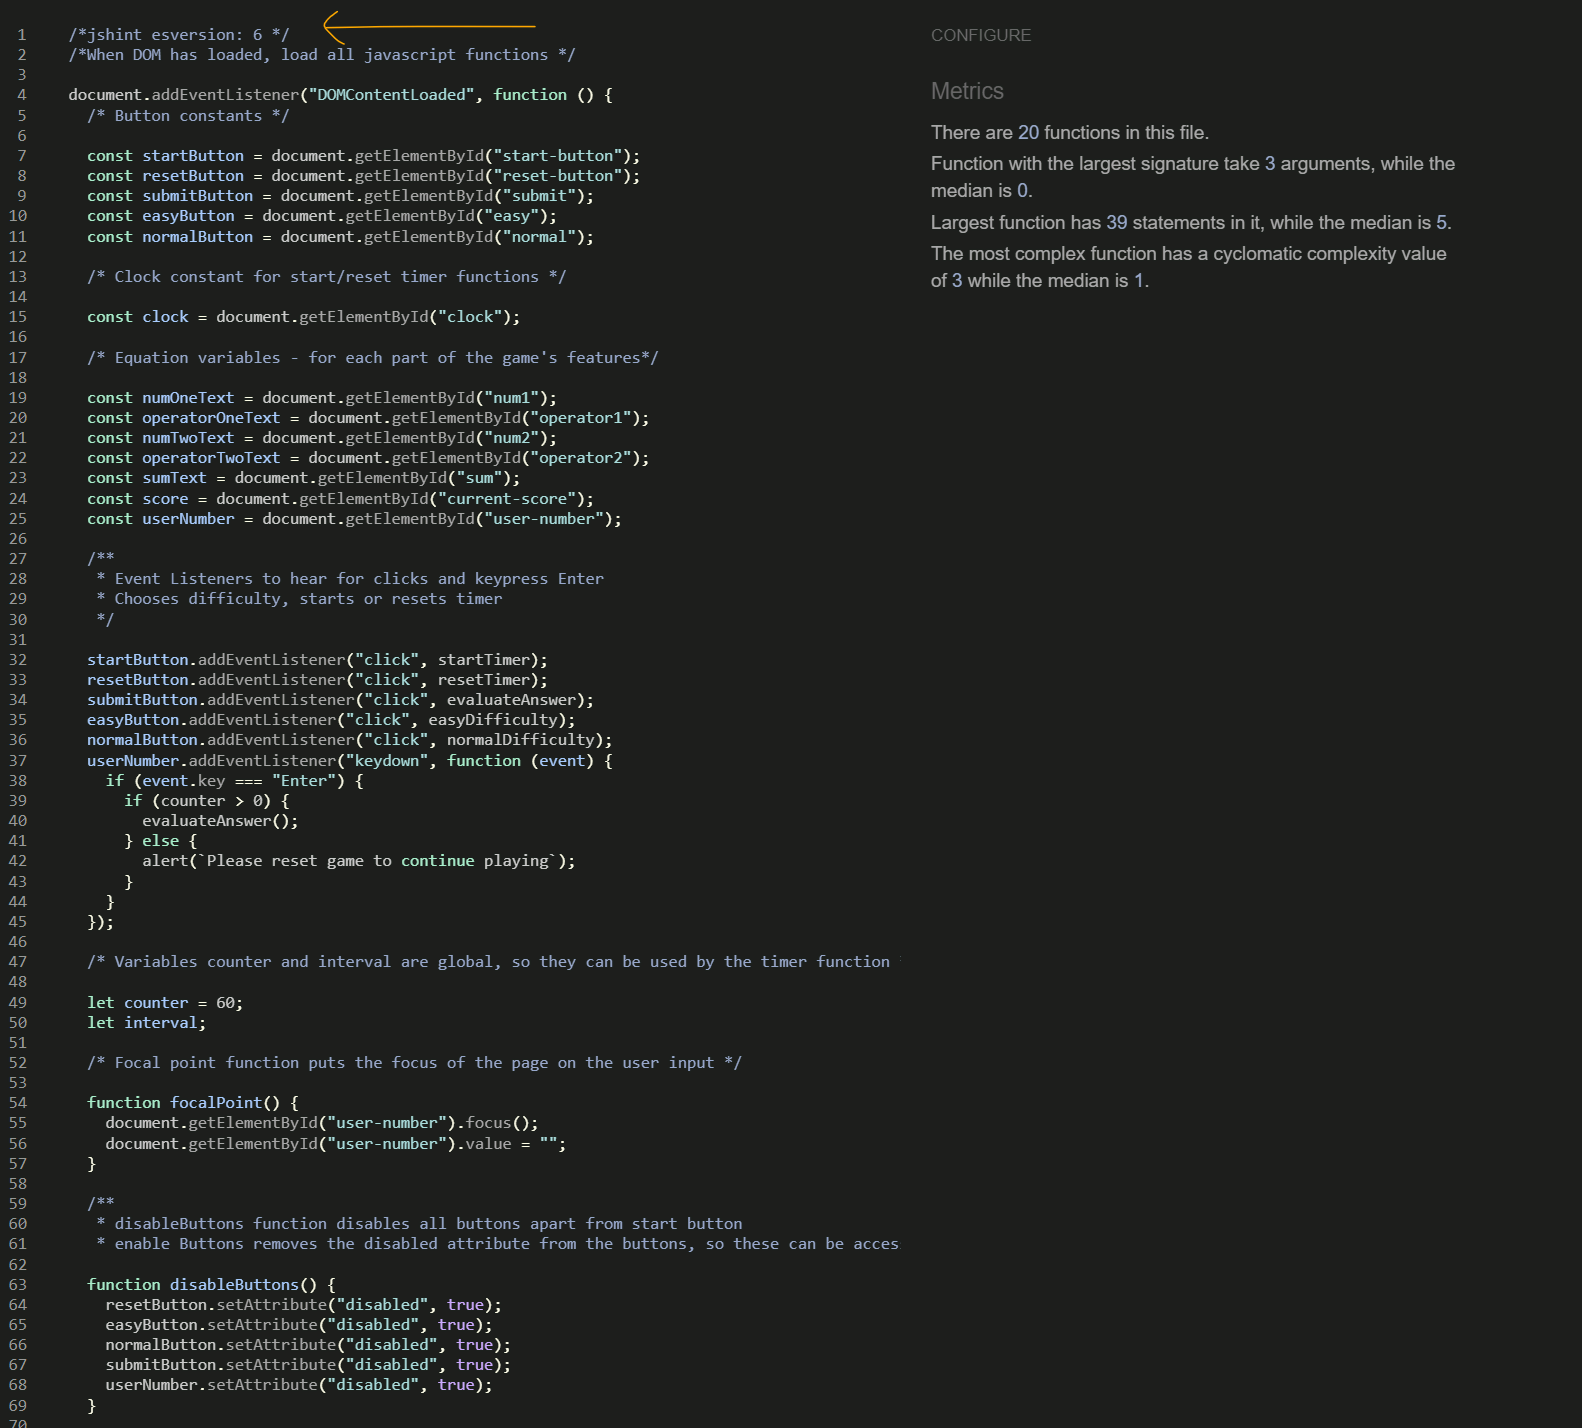 1 /*jshint esversion: 6 */
2 /*When DOM has loaded, load all javascript functions */
3
4 document.addEventListener("DOMContentLoaded", function () {
5 /* Button constants */
6
7 const startButton = document.getElementById("start-button");
8 const resetButton = document.getElementById("reset-button");
9 const submitButton = document.getElementById("submit");
10 const easyButton = document.getElementById("easy");
11 const normalButton = document.getElementById("normal");
12
13 /* Clock constant for start/reset timer functions */
14
15 const clock = document.getElementById("clock");
16
17 /* Equation variables - for each part of the game's features*/
18
19 const numOneText = document.getElementById("num1");
20 const operatorOneText = document.getElementById("operator1");
21 const numTwoText = document.getElementById("num2");
22 const operatorTwoText = document.getElementById("operator2");
23 const sumText = document.getElementById("sum");
24 const score = document.getElementById("current-score");
25 const userNumber = document.getElementById("user-number");
26
27 /**
28 * Event Listeners to hear for clicks and keypress Enter
29 * Chooses difficulty, starts or resets timer
30 */
31
32 startButton.addEventListener("click", startTimer);
33 resetButton.addEventListener("click", resetTimer);
34 submitButton.addEventListener("click", evaluateAnswer);
35 easyButton.addEventListener("click", easyDifficulty);
36 normalButton.addEventListener("click", normalDifficulty);
37 userNumber.addEventListener("keydown", function (event) {
38 if (event.key === "Enter") {
39 if (counter > 0) {
40 evaluateAnswer();
41 } else {
42 alert(`Please reset game to continue playing`);
43 }
44 }
45 });
46
47 /* Variables counter and interval are global, so they can be used by the timer function
48
49 let counter = 60;
50 let interval;
51
52 /* Focal point function puts the focus of the page on the user input */
53
54 function focalPoint() {
55 document.getElementById("user-number").focus();
56 document.getElementById("user-number").value = "";
57 }
58
59 /**
60 * disableButtons function disables all buttons apart from start button
61 * enable Buttons removes the disabled attribute from the buttons, so these can be acces
62
63 function disableButtons() {
64 resetButton.setAttribute("disabled", true);
65 easyButton.setAttribute("disabled", true);
66 normalButton.setAttribute("disabled", true);
67 submitButton.setAttribute("disabled", true);
68 userNumber.setAttribute("disabled", true);
69 }
70
CONFIGURE
Metrics
There are 20 functions in this file.
Function with the largest signature take 3 arguments, while the
median is 0.
Largest function has 39 statements in it, while the median is 5.
The most complex function has a cyclomatic complexity value
of 3 while the median is 1.